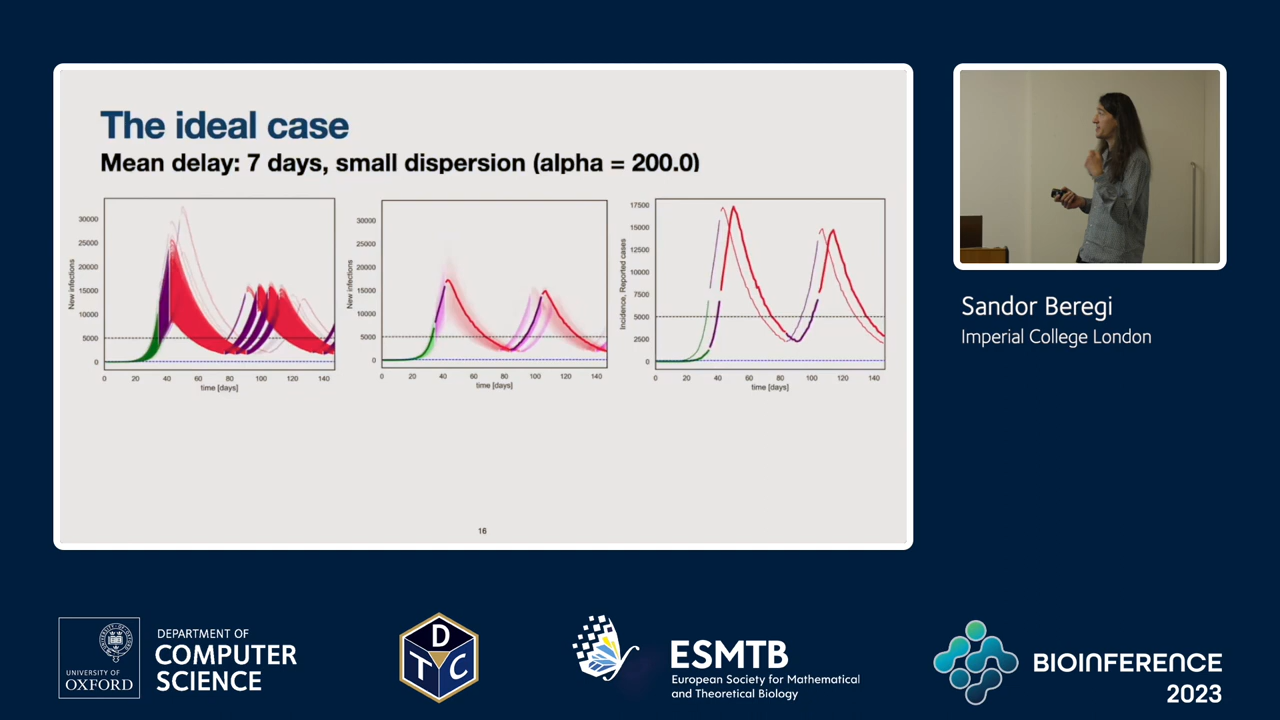 The ideal case
Mean delay: 7 days, small dispersion (alpha = 200.0)
New infections
30000
25000
20000
15000
10000
5000
0
0 20 40 60 80 100 120 140
time [days]
New infections
30000
25000
20000
15000
10000
5000
0
0 20 40 60 80 100 120 140
time [days]
Incidence, Reported cases
17500
15000
12500
10000
7500
5000
2500
0
0 20 40 60 80 100 120 140
time [days]
16
Sandor Beregi
Imperial College London
UNIVERSITY OF
OXFORD
DEPARTMENT OF
COMPUTER
SCIENCE
D
T C
ESMTB
European Society for Mathematical
and Theoretical Biology
BIOINFERENCE
2023